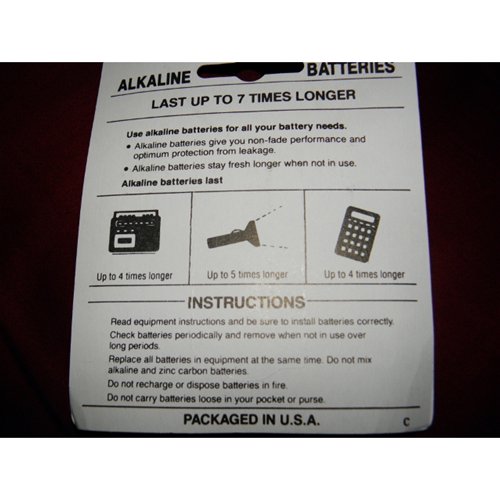 ALKALINE BATTERIES
LAST UP TO 7 TIMES LONGER
Use alkaline batteries for all your battery needs.
• Alkaline batteries give you non-fade performance and
optimum protection from leakage.
• Alkaline batteries stay fresh longer when not in use.
Alkaline batteries last
Up to 4 times longer
Up to 5 times longer
Up to 4 times longer
INSTRUCTIONS
Read equipment instructions and be sure to install batteries correctly.
Check batteries periodically and remove when not in use over
long periods.
Replace all batteries in equipment at the same time. Do not mix
alkaline and zinc carbon batteries.
Do not recharge or dispose batteries in fire.
Do not carry batteries loose in your pocket or purse.
PACKAGED IN U.S.A.
C